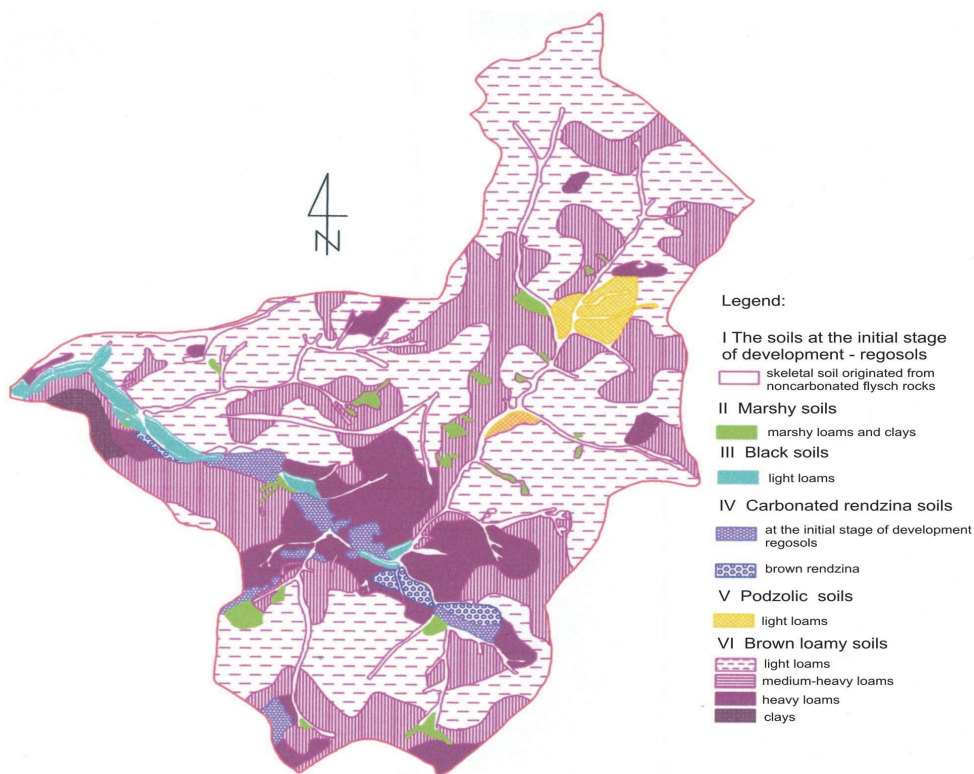 N
Legend:
I The soils at the initial stage
of development - regosols
skeletal soil originated from
noncarbonated flysch rocks
II Marshy soils
marshy loams and clays
III Black soils
light loams
IV Carbonated rendzina soils
at the initial stage of development
regosols
brown rendzina
V Podzolic soils
light loams
VI Brown loamy soils
light loams
medium-heavy loams
heavy loams
clays